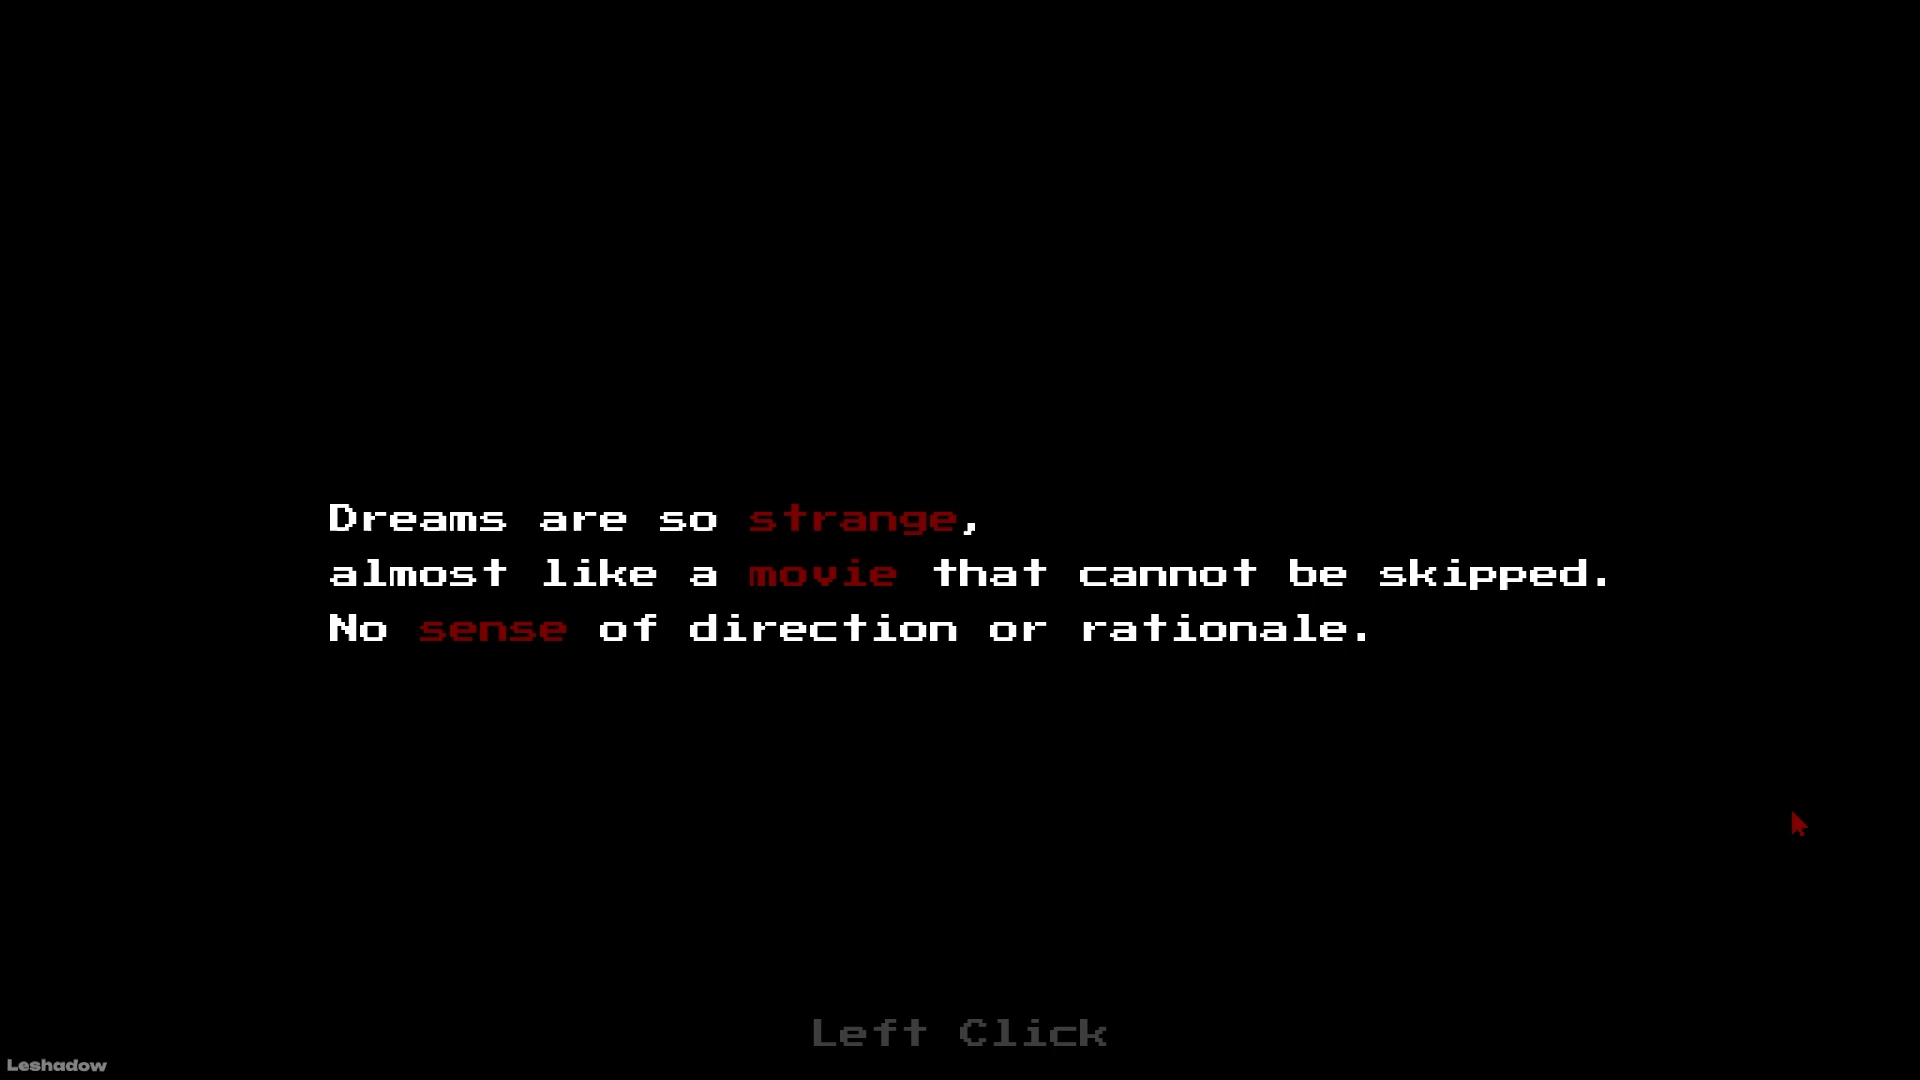 Dreams are so strange,
almost like a movie that cannot be skipped.
No sense of direction or rationale.
Left Click
Leshadow